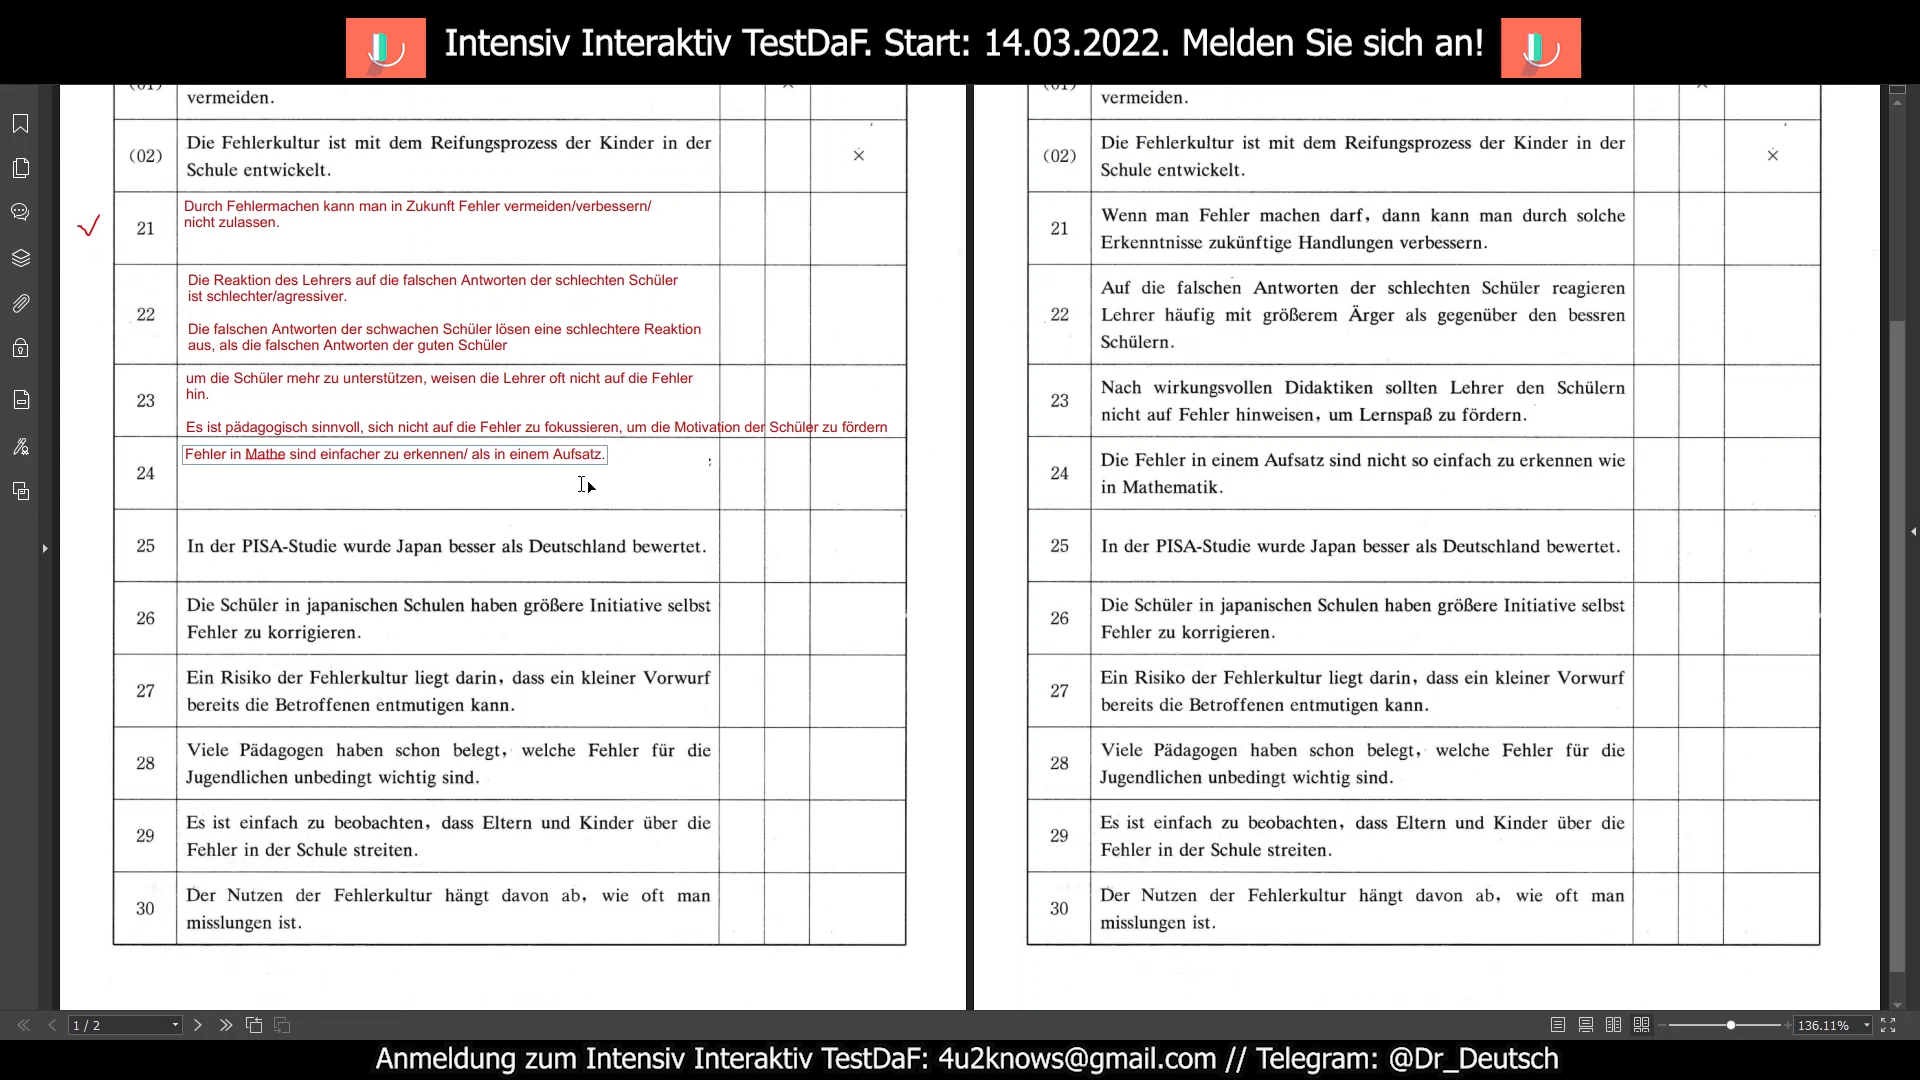 Intensiv Interaktiv TestDaF. Start: 14.03.2022. Melden Sie sich an!
vermeiden.
(02)
Die Fehlerkultur ist mit dem Reifungsprozess der Kinder in der
Schule entwickelt.
×
21
Durch Fehlermachen kann man in Zukunft Fehler vermeiden/verbessern/
nicht zulassen.
22
Die Reaktion des Lehrers auf die falschen Antworten der schlechten Schüler
ist schlechter/agressiver.
Die falschen Antworten der schwachen Schüler lösen eine schlechtere Reaktion
aus, als die falschen Antworten der guten Schüler
23
um die Schüler mehr zu unterstützen, weisen die Lehrer oft nicht auf die Fehler
hin.
Es ist pädagogisch sinnvoll, sich nicht auf die Fehler zu fokussieren, um die Motivation der Schüler zu fördern
24
Fehler in Mathe sind einfacher zu erkennen/ als in einem Aufsatz.
25
In der PISA-Studie wurde Japan besser als Deutschland bewertet.
26
Die Schüler in japanischen Schulen haben größere Initiative selbst
Fehler zu korrigieren.
27
Ein Risiko der Fehlerkultur liegt darin, dass ein kleiner Vorwurf
bereits die Betroffenen entmutigen kann.
28
Viele Pädagogen haben schon belegt, welche Fehler für die
Jugendlichen unbedingt wichtig sind.
29
Es ist einfach zu beobachten, dass Eltern und Kinder über die
Fehler in der Schule streiten.
30
Der Nutzen der Fehlerkultur hängt davon ab, wie oft man
misslungen ist.
vermeiden.
(02)
Die Fehlerkultur ist mit dem Reifungsprozess der Kinder in der
Schule entwickelt.
×
21
Wenn man Fehler machen darf, dann kann man durch solche
Erkenntnisse zukünftige Handlungen verbessern.
22
Auf die falschen Antworten der schlechten Schüler reagieren
Lehrer häufig mit größerem Ärger als gegenüber den bessren
Schülern.
23
Nach wirkungsvollen Didaktiken sollten Lehrer den Schülern
nicht auf Fehler hinweisen, um Lernspaß zu fördern.
24
Die Fehler in einem Aufsatz sind nicht so einfach zu erkennen wie
in Mathematik.
25
In der PISA-Studie wurde Japan besser als Deutschland bewertet.
26
Die Schüler in japanischen Schulen haben größere Initiative selbst
Fehler zu korrigieren.
27
Ein Risiko der Fehlerkultur liegt darin, dass ein kleiner Vorwurf
bereits die Betroffenen entmutigen kann.
28
Viele Pädagogen haben schon belegt, welche Fehler für die
Jugendlichen unbedingt wichtig sind.
29
Es ist einfach zu beobachten, dass Eltern und Kinder über die
Fehler in der Schule streiten.
30
Der Nutzen der Fehlerkultur hängt davon ab, wie oft man
misslungen ist.
1 / 2
136.11%
Anmeldung zum Intensiv Interaktiv TestDaF: 4u2knows@gmail.com // Telegram: @Dr_Deutsch